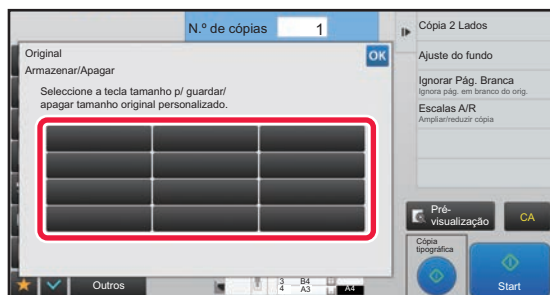 N.º de cópias 1
Original
OK
Armazenar/Apagar
Seleccione a tecla tamanho p/ guardar/
apagar tamanho original personalizado.
Cópia 2 Lados
Ajuste do fundo
Ignorar Pág. Branca
Ignora pág. em branco do orig.
Escalas A/R
Ampliar/reduzir cópia
Pré-
visualização
CA
Cópia
tipográfica
Start
Outros
3 B4
4 A3
A4